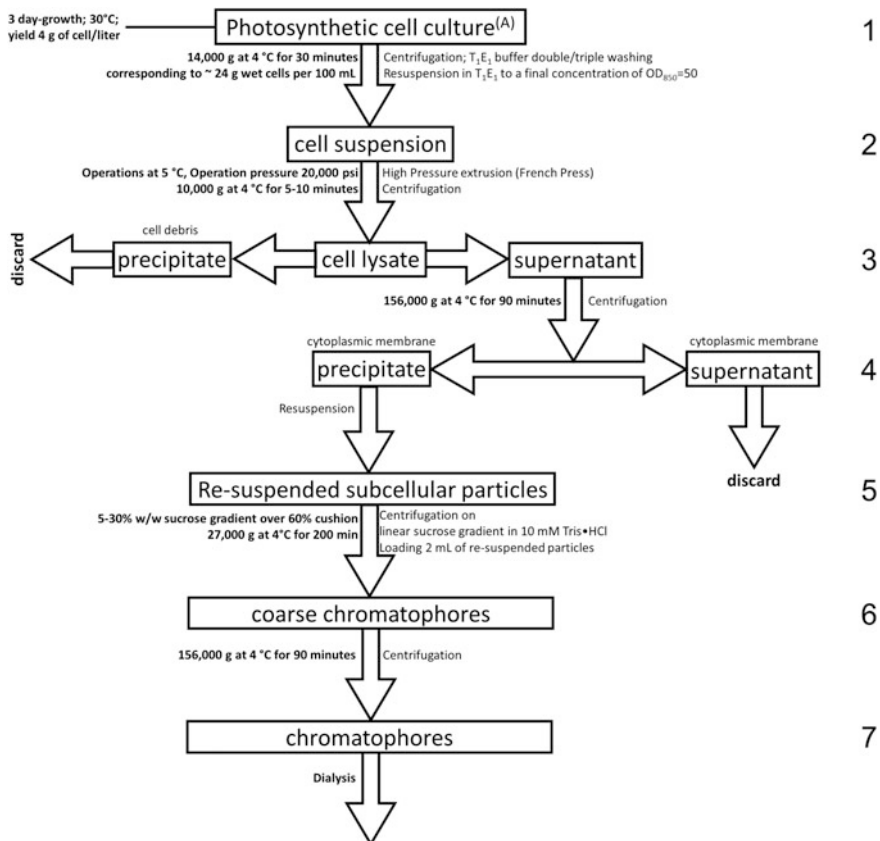 3 day-growth; 30°C;
yield 4 g of cell/liter
Photosynthetic cell culture(A)
1
14,000 g at 4 °C for 30 minutes
corresponding to ~ 24 g wet cells per 100 mL
Centrifugation; T1E1 buffer double/triple washing
Resuspension in T1E1 to a final concentration of OD850=50
cell suspension
2
Operations at 5 °C, Operation pressure 20,000 psi
10,000 g at 4 °C for 5-10 minutes
High Pressure extrusion (French Press)
Centrifugation
discard
cell debris
precipitate
cell lysate
supernatant
3
156,000 g at 4 °C for 90 minutes
Centrifugation
cytoplasmic membrane
precipitate
cytoplasmic membrane
supernatant
4
Resuspension
discard
Re-suspended subcellular particles
5
5-30% w/w sucrose gradient over 60% cushion
27,000 g at 4°C for 200 min
Centrifugation on
linear sucrose gradient in 10 mM Tris•HCl
Loading 2 mL of re-suspended particles
coarse chromatophores
6
156,000 g at 4 °C for 90 minutes
Centrifugation
chromatophores
7
Dialysis